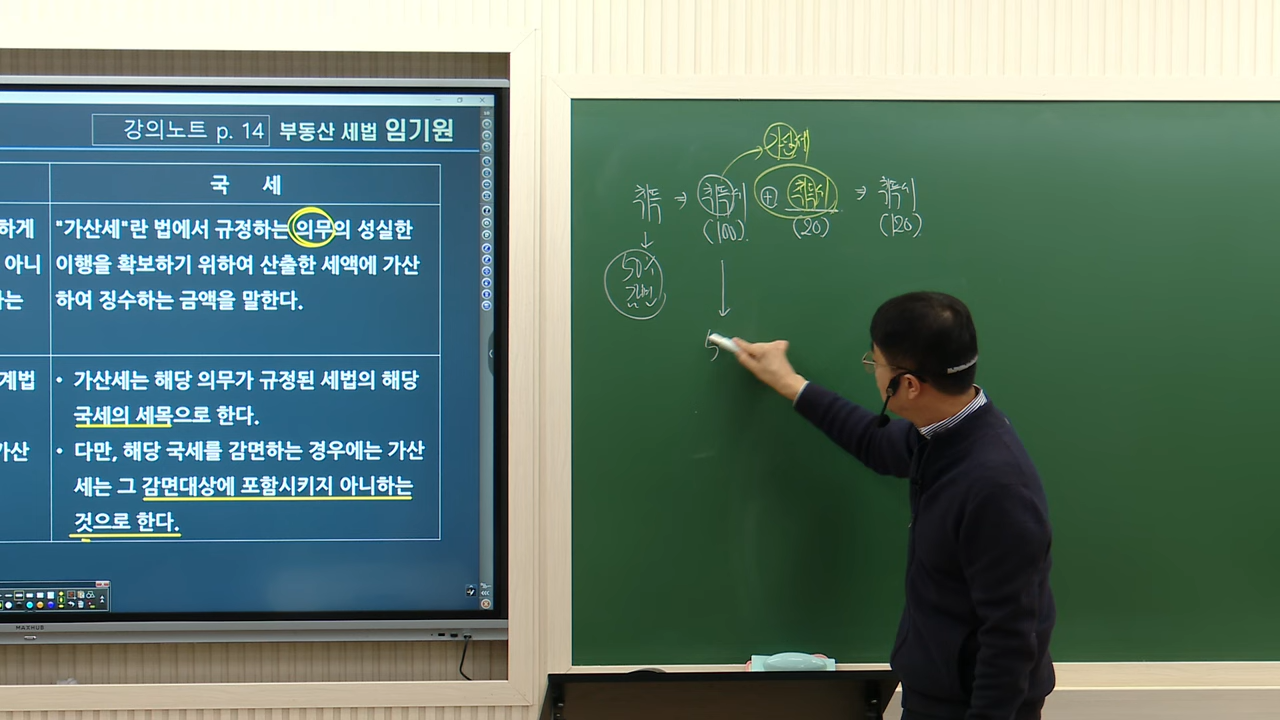 강의노트 p. 14 부동산 세법 임기원
국 세
하게
"가산세"란 법에서 규정하는 의무의 성실한
아니
이행을 확보하기 위하여 산출한 세액에 가산
는
하여 징수하는 금액을 말한다.
계법
• 가산세는 해당 의무가 규정된 세법의 해당
국세의 세목으로 한다.
가산
• 다만, 해당 국세를 감면하는 경우에는 가산
세는 그 감면대상에 포함시키지 아니하는
것으로 한다.
MAXHUB
가산세
취득 ⇒ 취득세 ⊕ 취득세 ⇒ 취득세
(100) (20) (120)
↓
50%
감면
↓
5